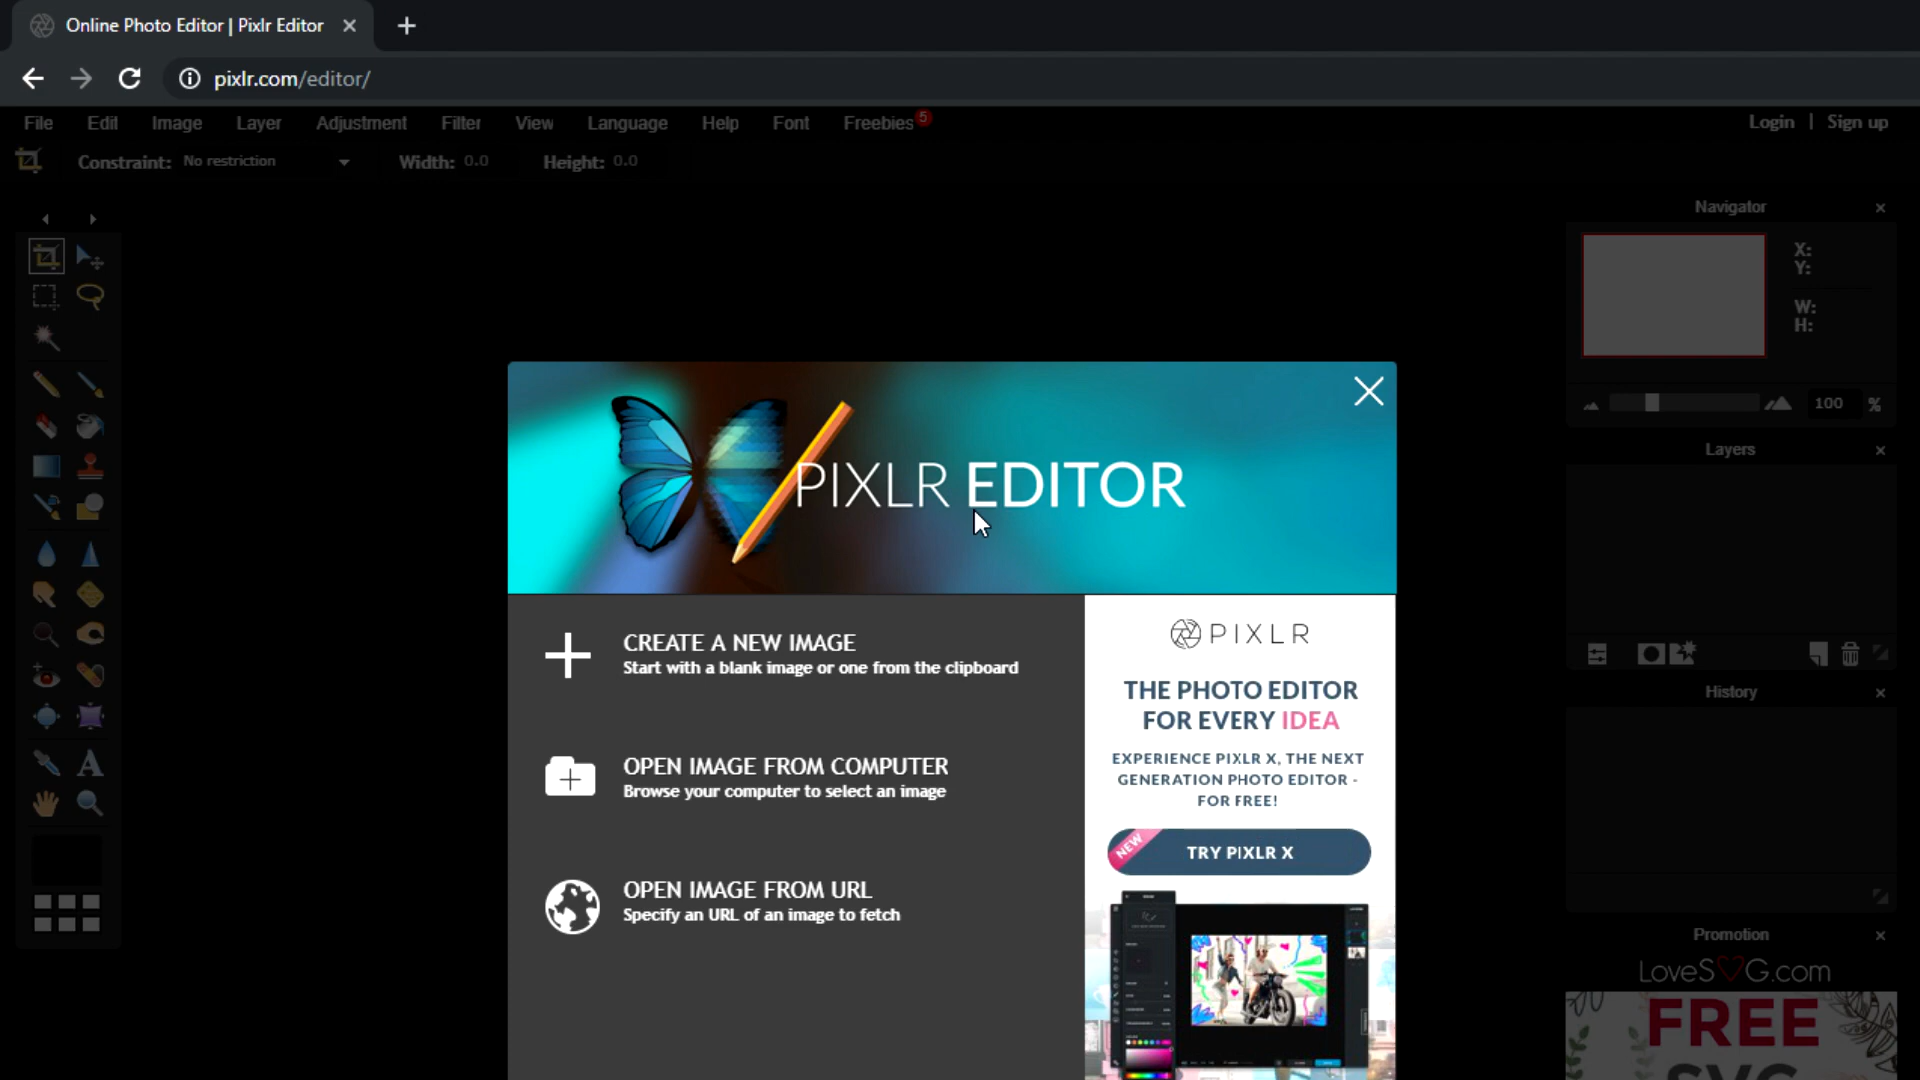 Online Photo Editor | Pixlr Editor
pixlr.com/editor/
File Edit Image Layer Adjustment Filter View Language Help Font Freebies 5 Login | Sign up
Constraint: No restriction Width: 0.0 Height: 0.0
Navigator
X:
Y:
W:
H:
100 %
Layers
History
Promotion
LoveSVG.com
FREE
SVG
PIXLR EDITOR
CREATE A NEW IMAGE
Start with a blank image or one from the clipboard
OPEN IMAGE FROM COMPUTER
Browse your computer to select an image
OPEN IMAGE FROM URL
Specify an URL of an image to fetch
PIXLR
THE PHOTO EDITOR
FOR EVERY IDEA
EXPERIENCE PIXLR X, THE NEXT
GENERATION PHOTO EDITOR -
FOR FREE!
NEW
TRY PIXLR X